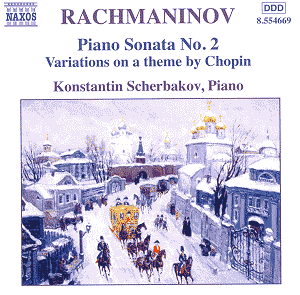 NAXOS
RACHMANINOV
DDD
8.554669
Piano Sonata No. 2
Variations on a theme by Chopin
Konstantin Scherbakov, Piano